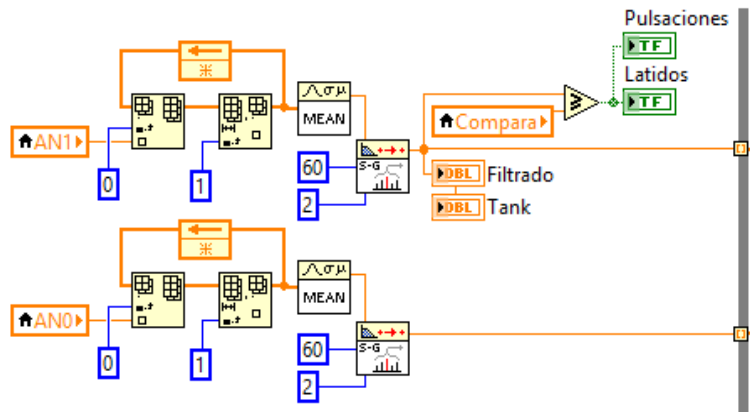 Pulsaciones
TF
Latidos
TF
AN1
0
1
MEAN
60
S-G
2
Compara
≥
DBL Filtrado
DBL Tank
AN0
0
1
MEAN
60
S-G
2